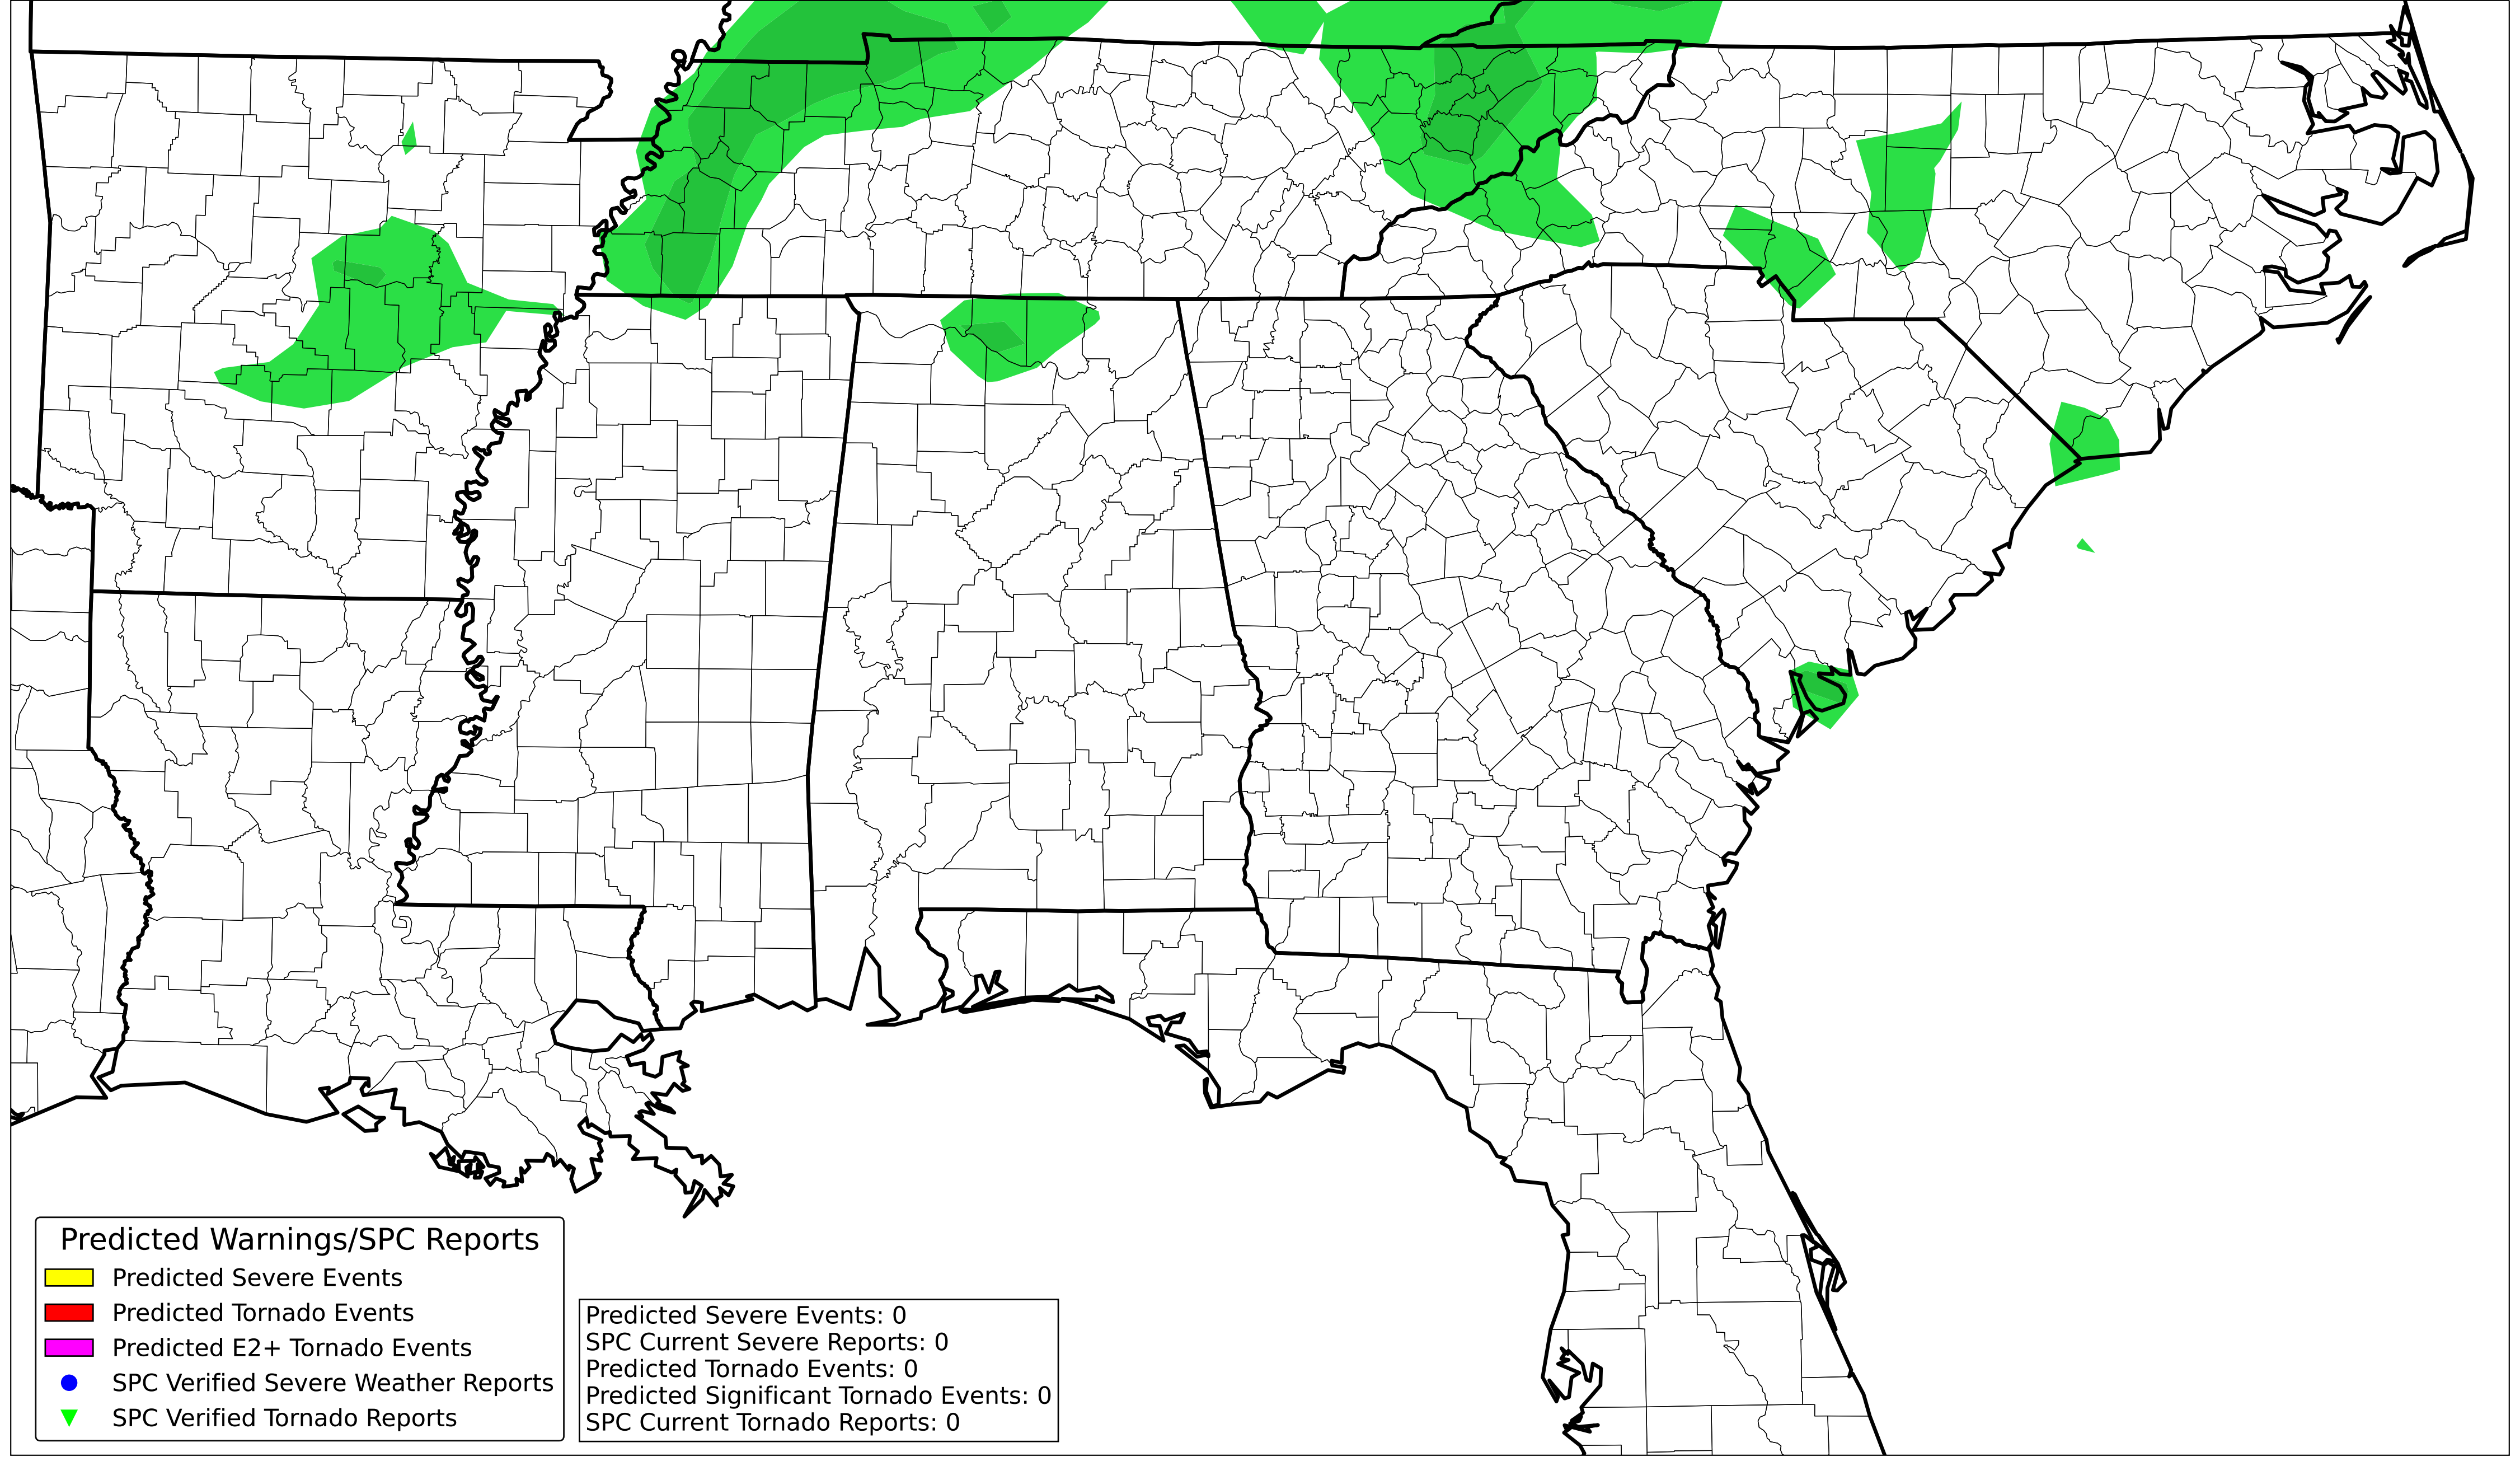 Predicted Warnings/SPC Reports
Predicted Severe Events
Predicted Tornado Events
Predicted E2+ Tornado Events
SPC Verified Severe Weather Reports
SPC Verified Tornado Reports
Predicted Severe Events: 0
SPC Current Severe Reports: 0
Predicted Tornado Events: 0
Predicted Significant Tornado Events: 0
SPC Current Tornado Reports: 0